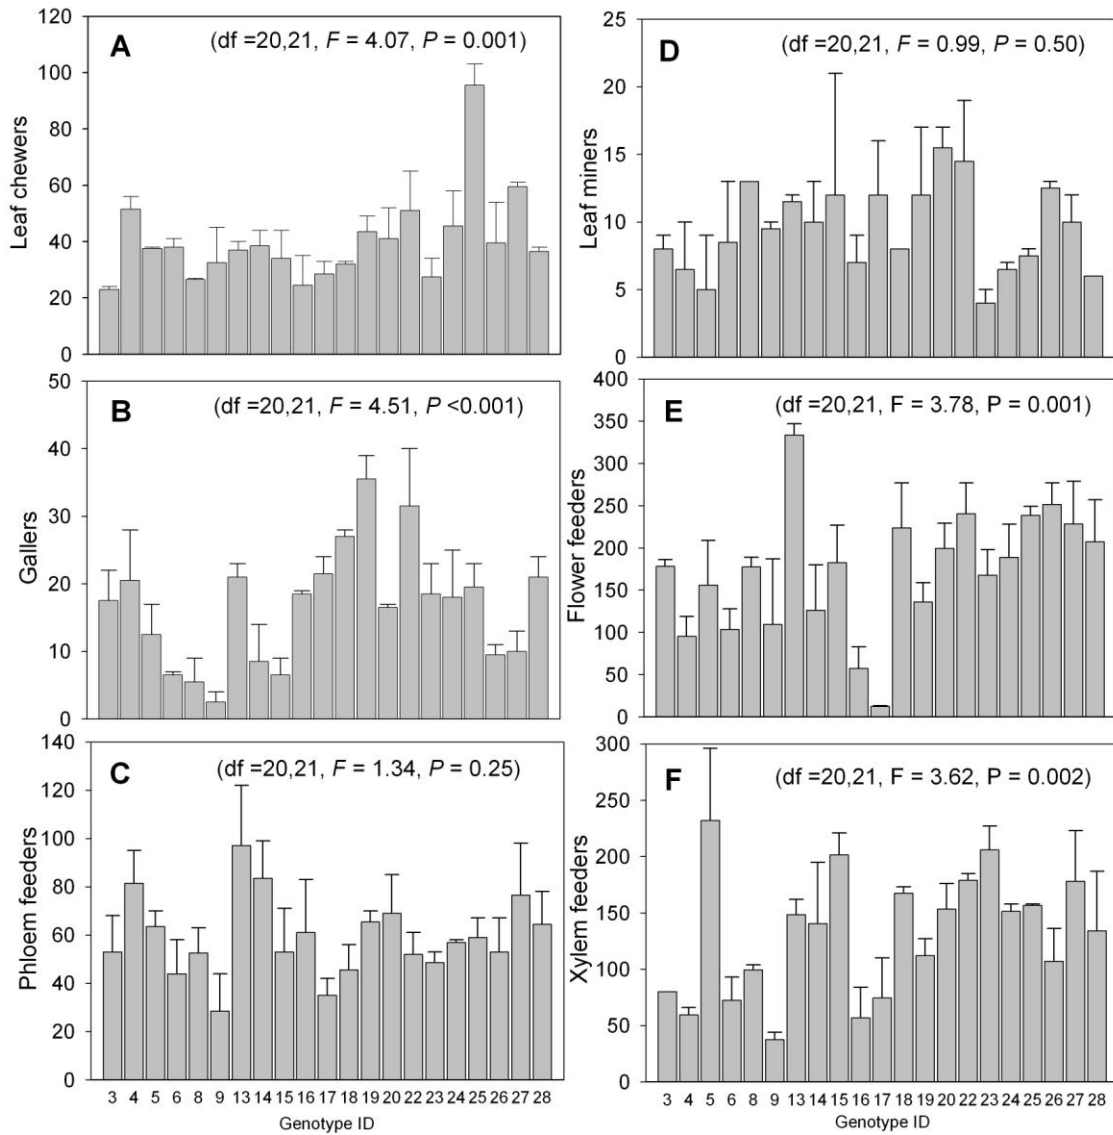 A
(df =20,21, F = 4.07, P = 0.001)
Leaf chewers
120
100
80
60
40
20
0
D
(df =20,21, F = 0.99, P = 0.50)
Leaf miners
25
20
15
10
5
0
B
(df =20,21, F = 4.51, P <0.001)
Gallers
50
40
30
20
10
0
E
(df =20,21, F = 3.78, P = 0.001)
Flower feeders
400
350
300
250
200
150
100
50
0
C
(df =20,21, F = 1.34, P = 0.25)
Phloem feeders
140
120
100
80
60
40
20
0
3 4 5 6 8 9 13 14 15 16 17 18 19 20 22 23 24 25 26 27 28
Genotype ID
F
(df =20,21, F = 3.62, P = 0.002)
Xylem feeders
300
250
200
150
100
50
0
3 4 5 6 8 9 13 14 15 16 17 18 19 20 22 23 24 25 26 27 28
Genotype ID